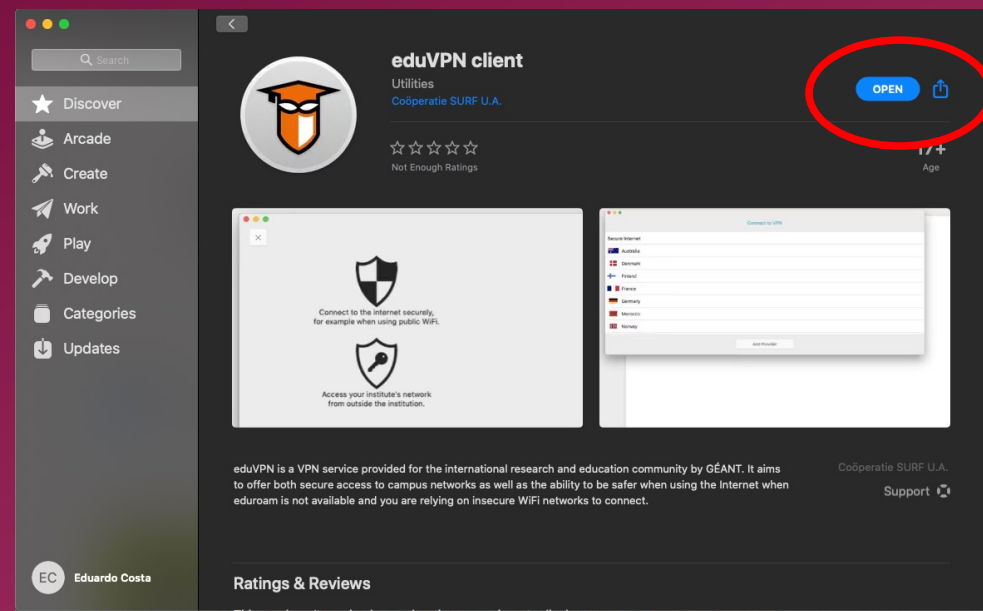 Search
Discover
Arcade
Create
Work
Play
Develop
Categories
Updates
EC
Eduardo Costa
eduVPN client
Utilities
Coöperatie SURF U.A.
OPEN
Not Enough Ratings
17+
Age
Connect to the internet securely,
for example when using public WiFi.
Access your institute's network
from outside the institution.
Connect to VPN
Secure Internet
Australia
Denmark
Finland
France
Germany
Morocco
Norway
Add Provider
eduVPN is a VPN service provided for the international research and education community by GÉANT. It aims
to offer both secure access to campus networks as well as the ability to be safer when using the Internet when
eduroam is not available and you are relying on insecure WiFi networks to connect.
Coöperatie SURF U.A.
Support
Ratings & Reviews